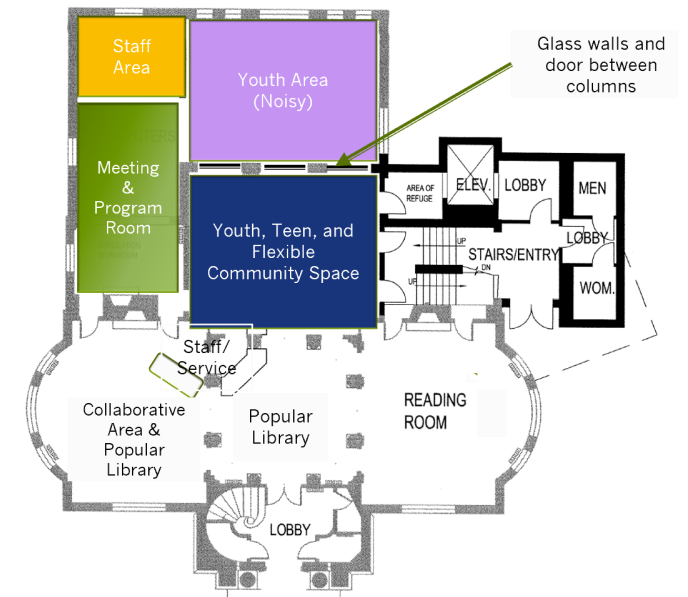 Staff
Area
Youth Area
(Noisy)
Glass walls and
door between
columns
Meeting
&
Program
Room
AREA OF
REFUGE
ELEV.
LOBBY
MEN
Youth, Teen, and
Flexible
Community Space
UP
STAIRS/ENTRY
LOBBY
DN
UP
WOM.
Staff/
Service
Collaborative
Area &
Popular
Library
Popular
Library
READING
ROOM
LOBBY